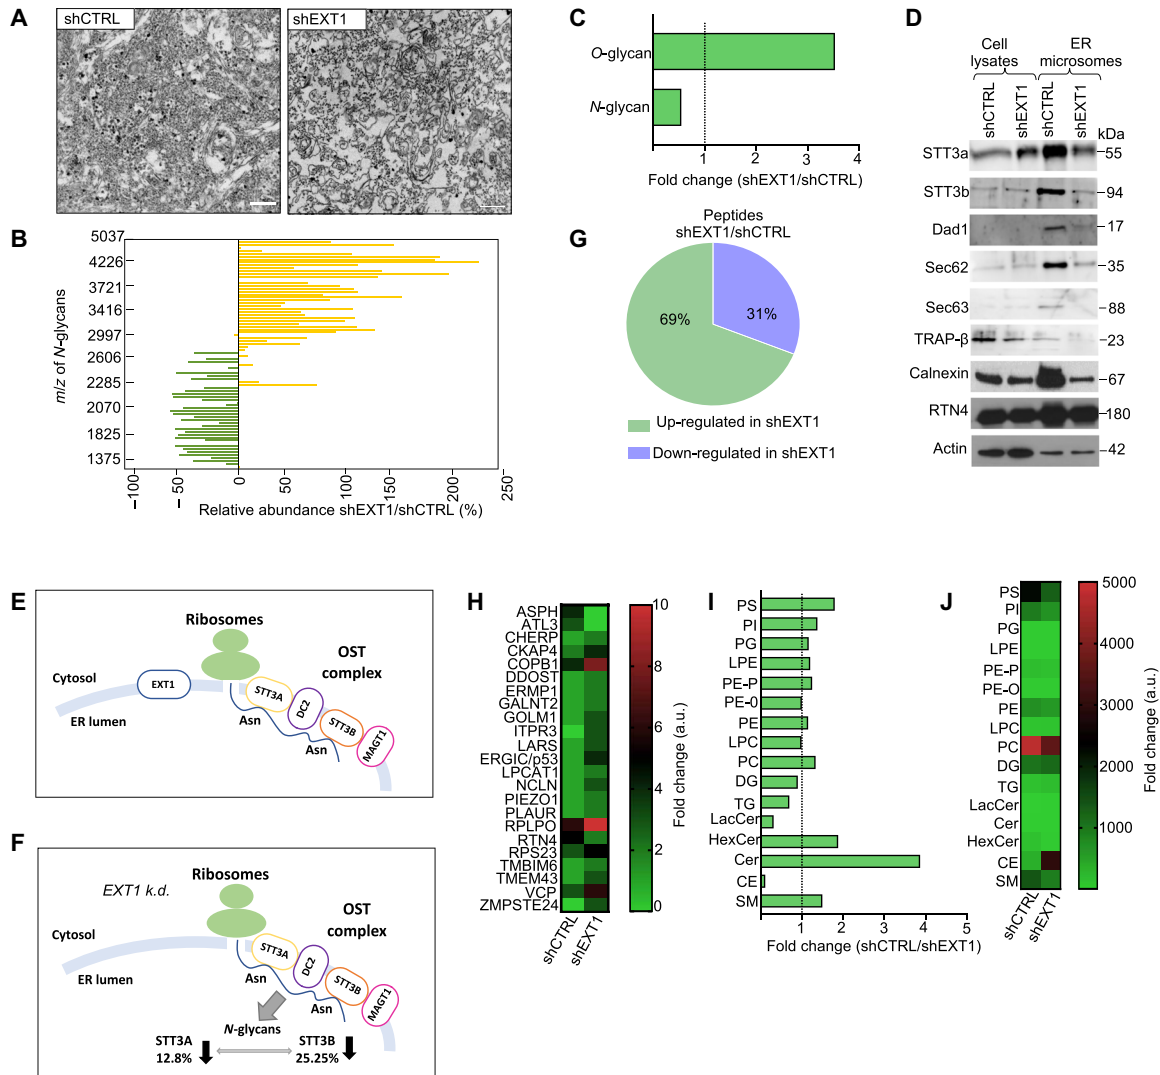 A
shCTRL
shEXT1
B
m/z of N-glycans
5037
4226
3721
3416
2997
2606
2285
2070
1825
1375
−100
−50
0
50
100
150
200
250
Relative abundance shEXT1/shCTRL (%)
C
O-glycan
N-glycan
0
1
2
3
4
Fold change (shEXT1/shCTRL)
G
Peptides
shEXT1/shCTRL
69%
31%
Up-regulated in shEXT1
Down-regulated in shEXT1
D
Cell lysates
ER microsomes
shCTRL
shEXT1
shCTRL
shEXT1
kDa
STT3a
55
STT3b
94
Dad1
17
Sec62
35
Sec63
88
TRAP-β
23
Calnexin
67
RTN4
180
Actin
42
E
Ribosomes
OST complex
Cytosol
EXT1
ER lumen
STT3A
DC2
STT3B
MAGT1
Asn
Asn
F
EXT1 k.d.
Ribosomes
OST complex
Cytosol
ER lumen
STT3A
DC2
STT3B
MAGT1
Asn
Asn
N-glycans
STT3A
12.8%
STT3B
25.25%
H
ASPH
ATL3
CHERP
CKAP4
COPB1
DDOST
ERMP1
GALNT2
GOLM1
ITPR3
LARS
ERGIC/p53
LPCAT1
NCLN
PIEZO1
PLAUR
RPLPO
RTN4
RPS23
TMBIM6
TMEM43
VCP
ZMPSTE24
shCTRL
shEXT1
10
8
6
4
2
0
Fold change (a.u.)
I
PS
PI
PG
LPE
PE-P
PE-0
PE
LPC
PC
DG
TG
LacCer
HexCer
Cer
CE
SM
0
1
2
3
4
5
Fold change (shCTRL/shEXT1)
J
PS
PI
PG
LPE
PE-P
PE-O
PE
LPC
PC
DG
TG
LacCer
Cer
HexCer
CE
SM
shCTRL
shEXT1
5000
4000
3000
2000
1000
Fold change (a.u.)